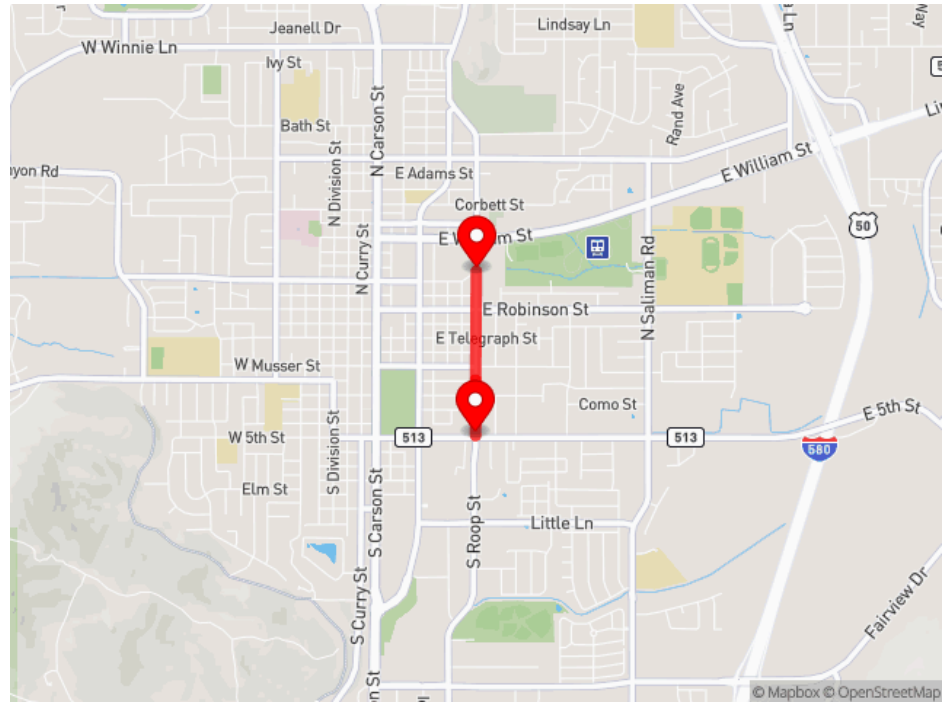 Jeanell Dr
Lindsay Ln
W Winnie Ln
Ivy St
Bath St
Rand Ave
N Carson St
N Division St
yon Rd
E Adams St
E William St
Corbett St
50
N Curry St
N Saliman Rd
E Robinson St
E Telegraph St
W Musser St
Como St
E 5th St
W 5th St
513
513
580
S Division St
Elm St
S Carson St
S Roop St
Little Ln
S Curry St
Fairview Dr
© Mapbox © OpenStreetMap